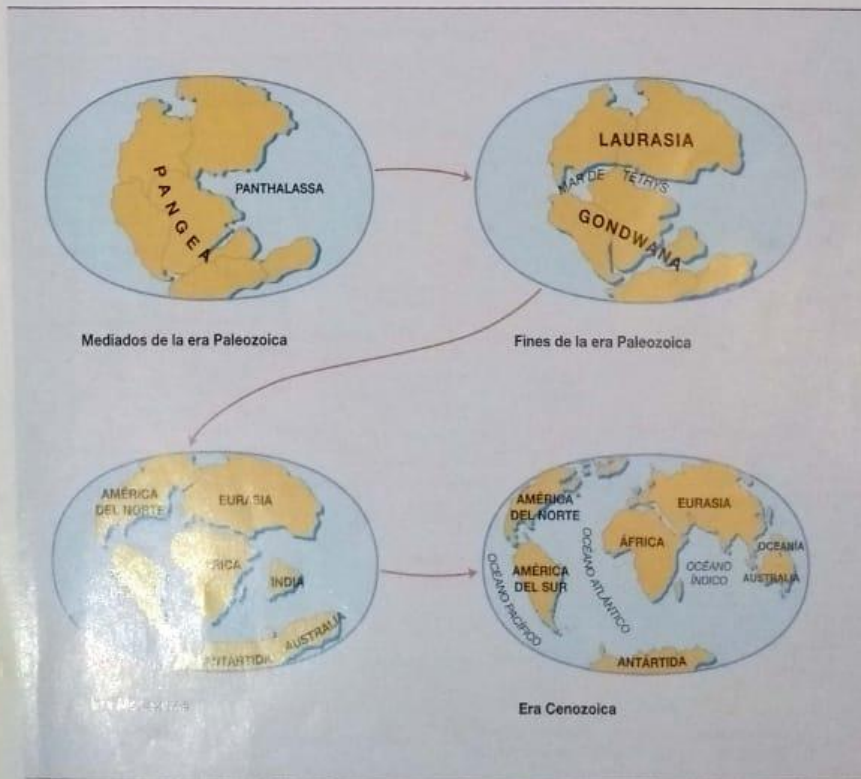 PANGEA
PANTHALASSA
Mediados de la era Paleozoica
LAURASIA
MAR DE TETHYS
GONDWANA
Fines de la era Paleozoica
AMÉRICA
DEL NORTE
EURASIA
INDIA
ANTÁRTIDA
AUSTRALIA
AMÉRICA
DEL NORTE
EURASIA
ÁFRICA
OCEANÍA
AMÉRICA
DEL SUR
OCÉANO PACÍFICO
OCÉANO ATLÁNTICO
OCÉANO
ÍNDICO
AUSTRALIA
ANTÁRTIDA
Era Cenozoica